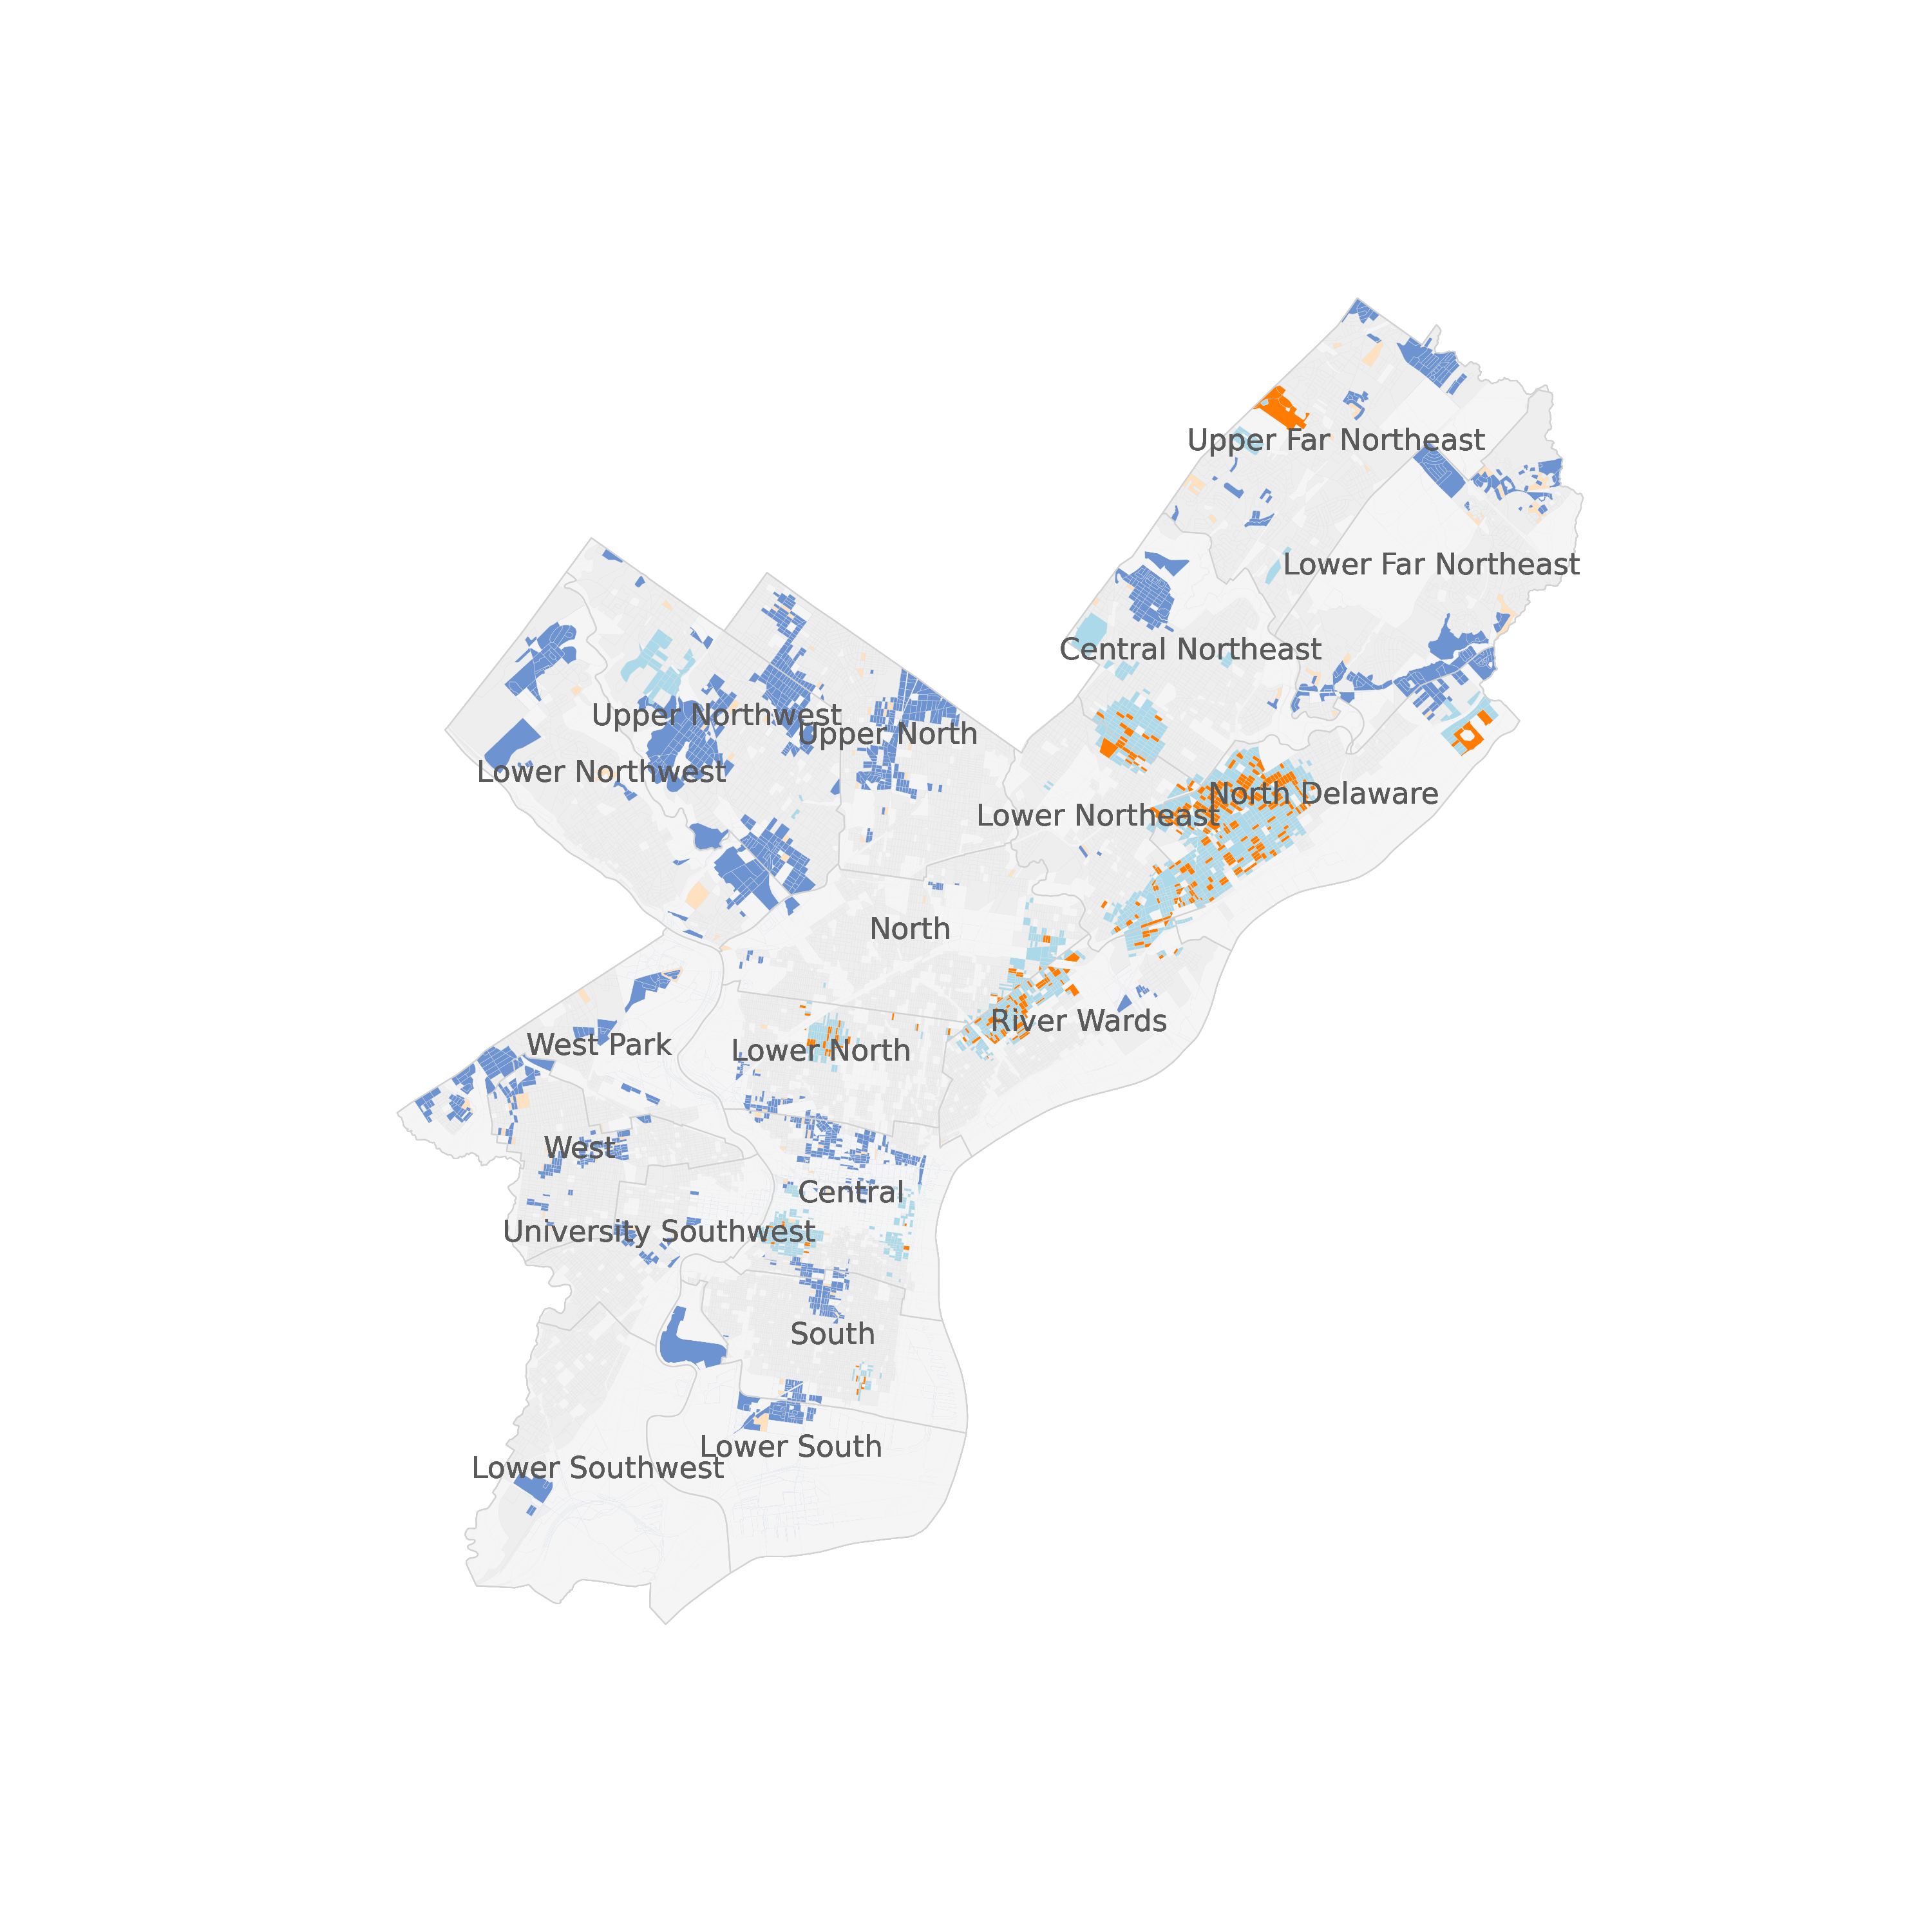 Upper Far Northeast
Lower Far Northeast
Central Northeast
Upper Northwest
Upper North
Lower Northwest
North Delaware
Lower Northeast
North
River Wards
West Park
Lower North
West
Central
University Southwest
South
Lower South
Lower Southwest